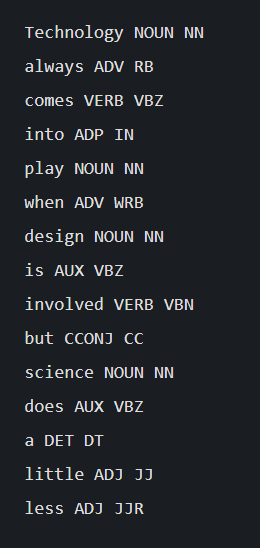 Technology NOUN NN
always ADV RB
comes VERB VBZ
into ADP IN
play NOUN NN
when ADV WRB
design NOUN NN
is AUX VBZ
involved VERB VBN
but CCONJ CC
science NOUN NN
does AUX VBZ
a DET DT
little ADJ JJ
less ADJ JJR